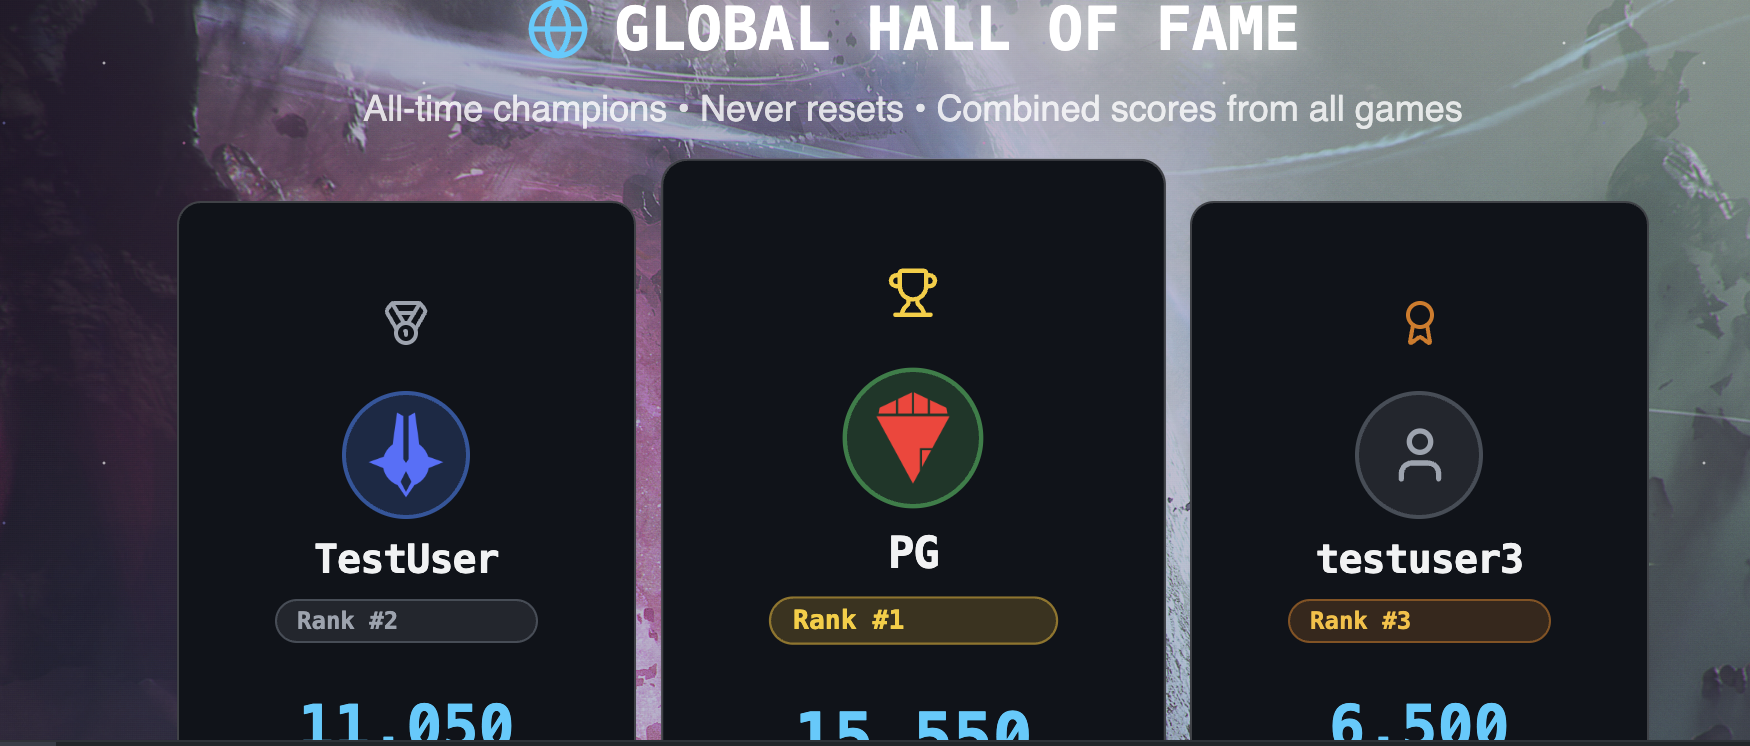 GLOBAL HALL OF FAME
All-time champions • Never resets • Combined scores from all games
TestUser
Rank #2
11,050
PG
Rank #1
15,550
testuser3
Rank #3
6,500